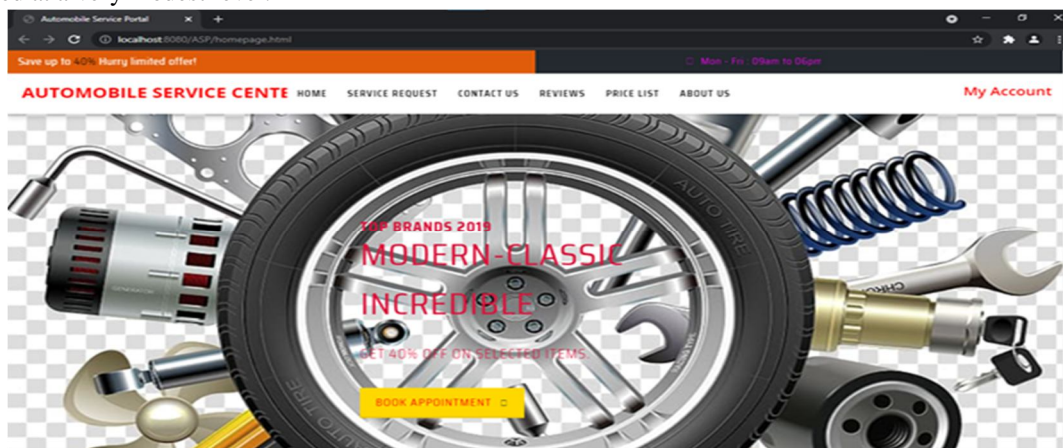 Automobile Service Portal
localhost:8080/ASP/homepage.html
Save up to 40% Hurry limited offer!
Mon - Fri : 09am to 06pm
AUTOMOBILE SERVICE CENTE HOME SERVICE REQUEST CONTACT US REVIEWS PRICE LIST ABOUT US My Account
AUTO TIRE
TOP BRANDS 2019
MODERN-CLASSIC
INCREDIBLE
GENERATOR
GET 40% OFF ON SELECTED ITEMS.
BOOK APPOINTMENT
AUTO TIRE